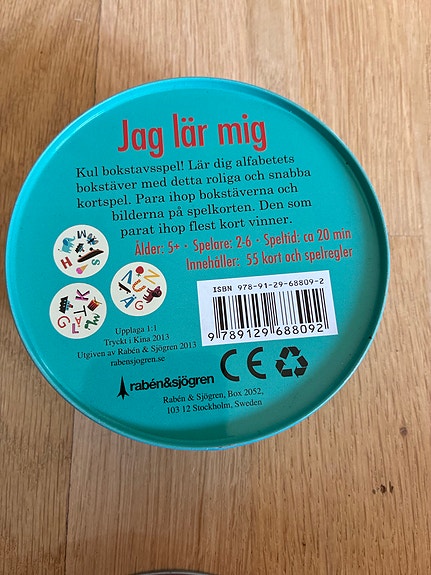 Jag lär mig
Kul bokstavsspel! Lär dig alfabetets
bokstäver med detta roliga och snabba
kortspel. Para ihop bokstäverna och
bilderna på spelkorten. Den som
parat ihop flest kort vinner.
Ålder: 5+ · Spelare: 2-6 · Speltid: ca 20 min
Innehåller: 55 kort och spelregler
ISBN 978-91-29-68809-2
9 789129 688092
Upplaga 1:1
Tryckt i Kina 2013
Utgiven av Rabén & Sjögren 2013
rabensjogren.se
CE
rabén&sjögren
Rabén & Sjögren, Box 2052,
103 12 Stockholm, Sweden